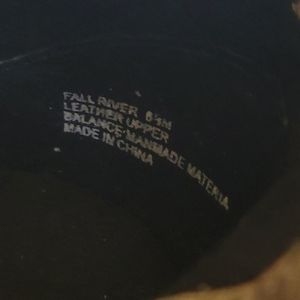 FALL RIVER 6½M
LEATHER UPPER
BALANCE MANMADE MATERIA
MADE IN CHINA